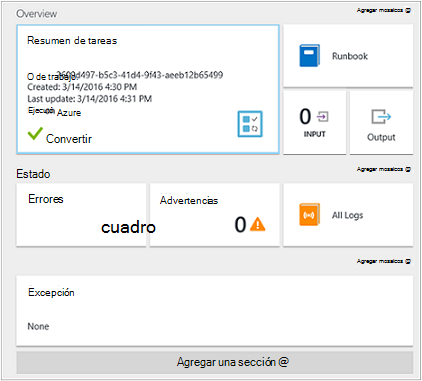 Overview
Agregar mosaicos @
Resumen de tareas
Runbook
O de trabajo:
2609d497-b5c3-41d4-9f43-aeeb12b65499
Created: 3/14/2016 4:30 PM
Last update: 3/14/2016 4:31 PM
Azure
Convertir
0
INPUT
Output
Estado
Agregar mosaicos @
Errores
cuadro
Advertencias
0
All Logs
Agregar mosaicos @
Excepción
None
Agregar una sección @